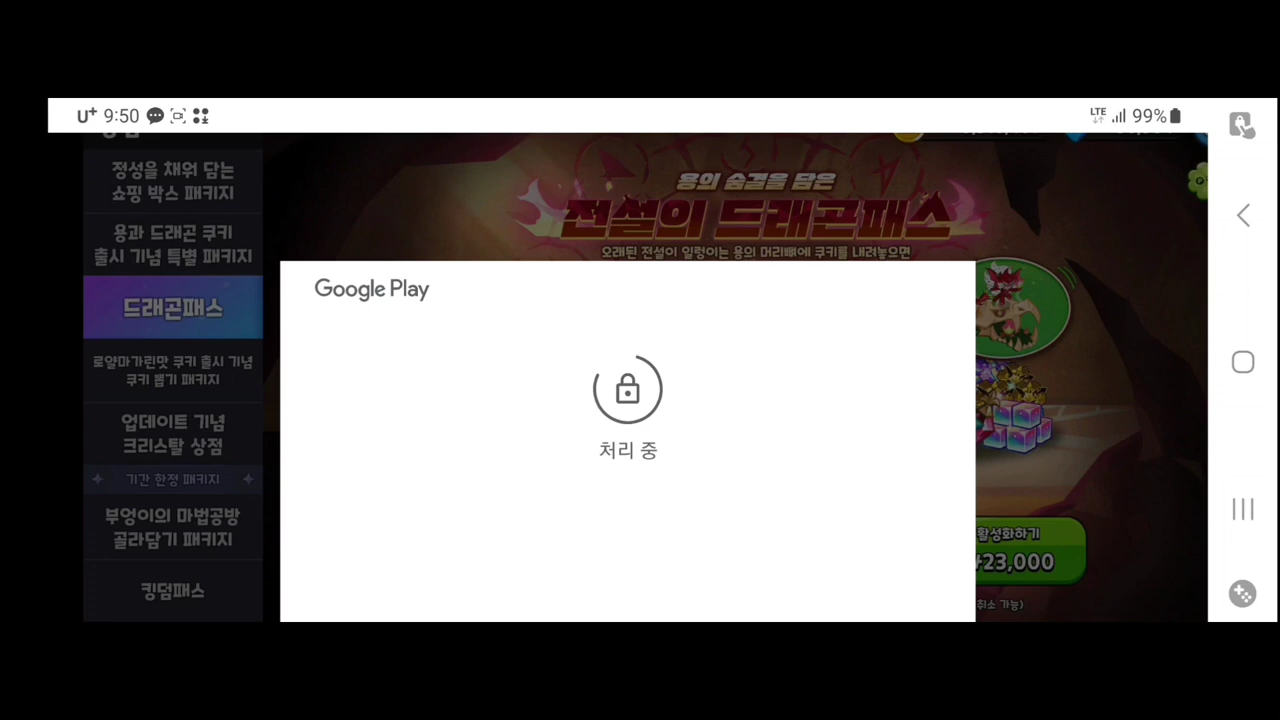 U+ 9:50
LTE 99%
정성을 채워 담는
쇼핑 박스 패키지
용과 드래곤 쿠키
출시 기념 특별 패키지
드래곤패스
로얄마가린맛 쿠키 출시 기념
쿠키 뽑기 패키지
업데이트 기념
크리스탈 상점
기간 한정 패키지
부엉이의 마법공방
골라담기 패키지
킹덤패스
용의 숨결을 담은
전설의 드래곤패스
오래된 전설이 일렁이는 용의 머리뼈에 쿠키를 내려놓으면
Google Play
처리 중
활성화하기
₩23,000
취소 가능)